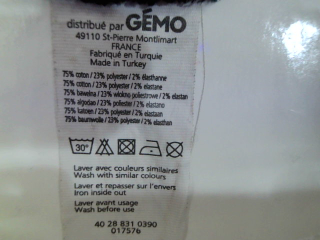 distribué par GÉMO
49110 St-Pierre Montlimart
FRANCE
Fabriqué en Turquie
Made in Turkey
75% coton / 23% polyester / 2% élasthanne
75% cotton / 23% polyester / 2% elastane
75% bawełna / 23% włókno poliestrowe / 2% elastan
75% algodao / 23% poliester / 2% elastano
75% katoen / 23% polyester / 2% elastaan
75% baumwolle / 23% polyester / 2% elasthan
30°
Laver avec couleurs similaires
Wash with similar colours
Laver et repasser sur l'envers
Iron inside out
Laver avant usage
Wash before use
40 28 831 0390
017576